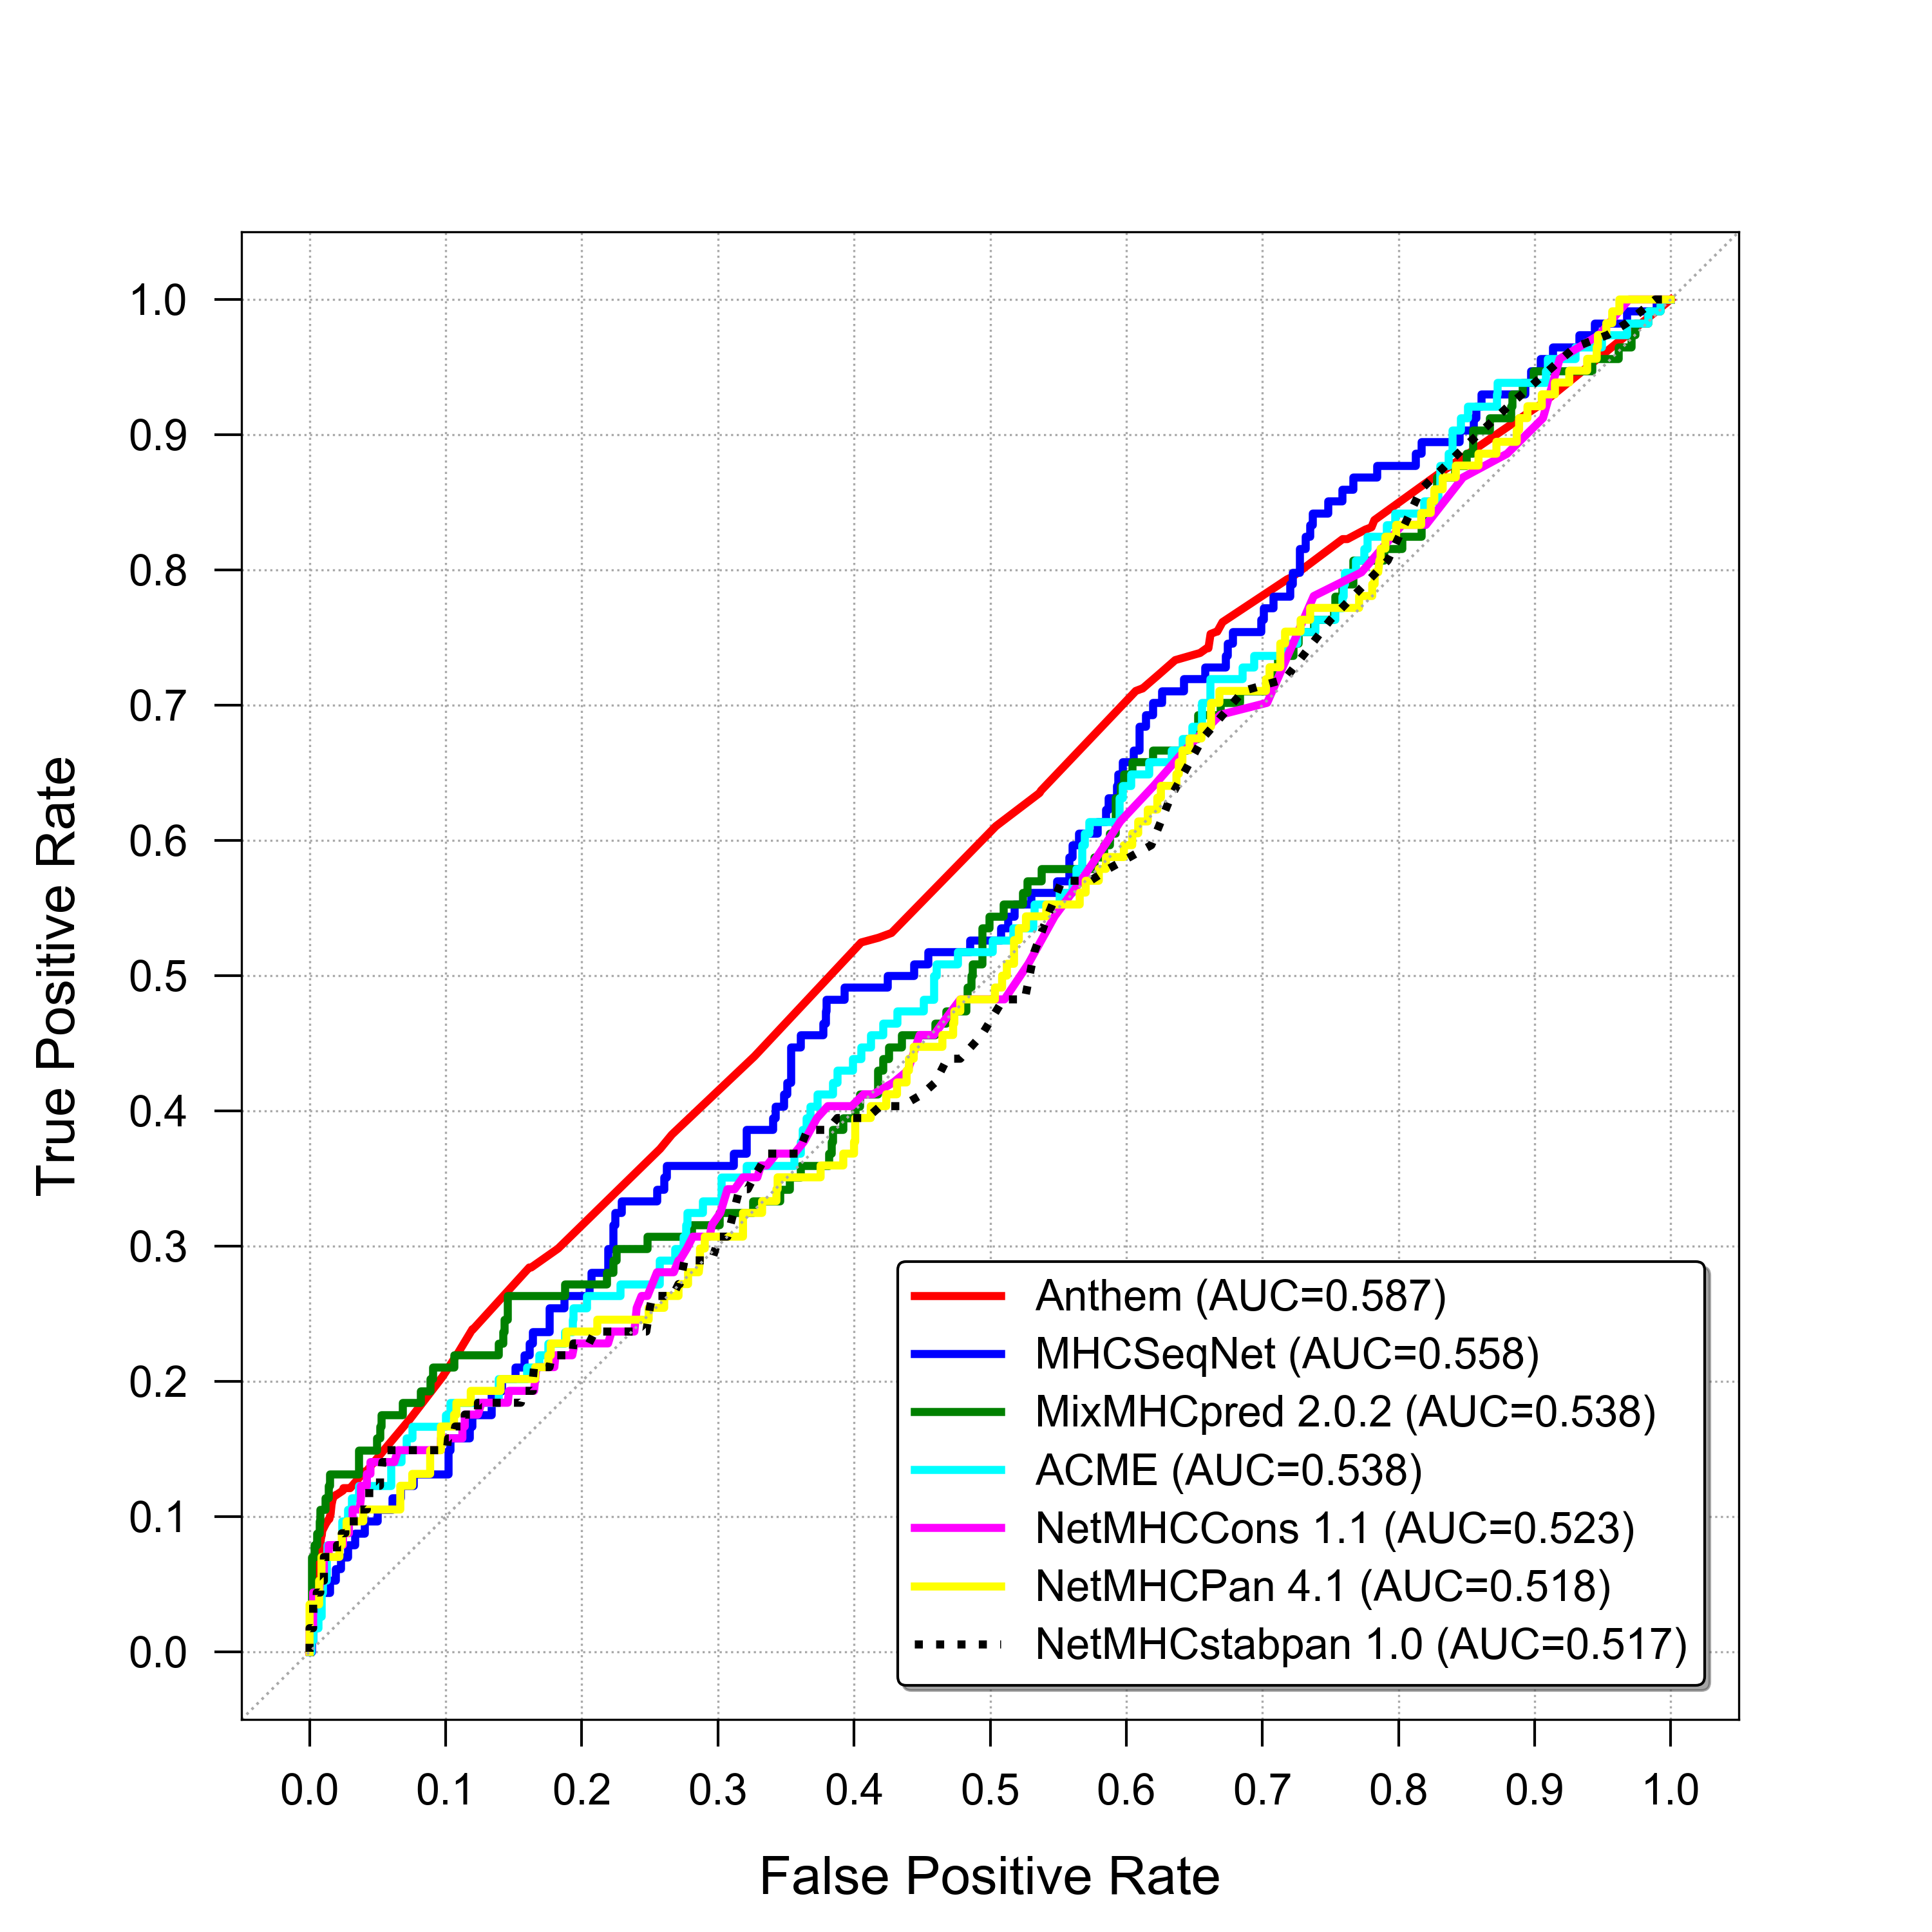 1.0
0.9
0.8
0.7
0.6
0.5
0.4
0.3
0.2
0.1
0.0
True Positive Rate
Anthem (AUC=0.587)
MHCSeqNet (AUC=0.558)
MixMHCpred 2.0.2 (AUC=0.538)
ACME (AUC=0.538)
NetMHCCons 1.1 (AUC=0.523)
NetMHCPan 4.1 (AUC=0.518)
NetMHCstabpan 1.0 (AUC=0.517)
0.0 0.1 0.2 0.3 0.4 0.5 0.6 0.7 0.8 0.9 1.0
False Positive Rate